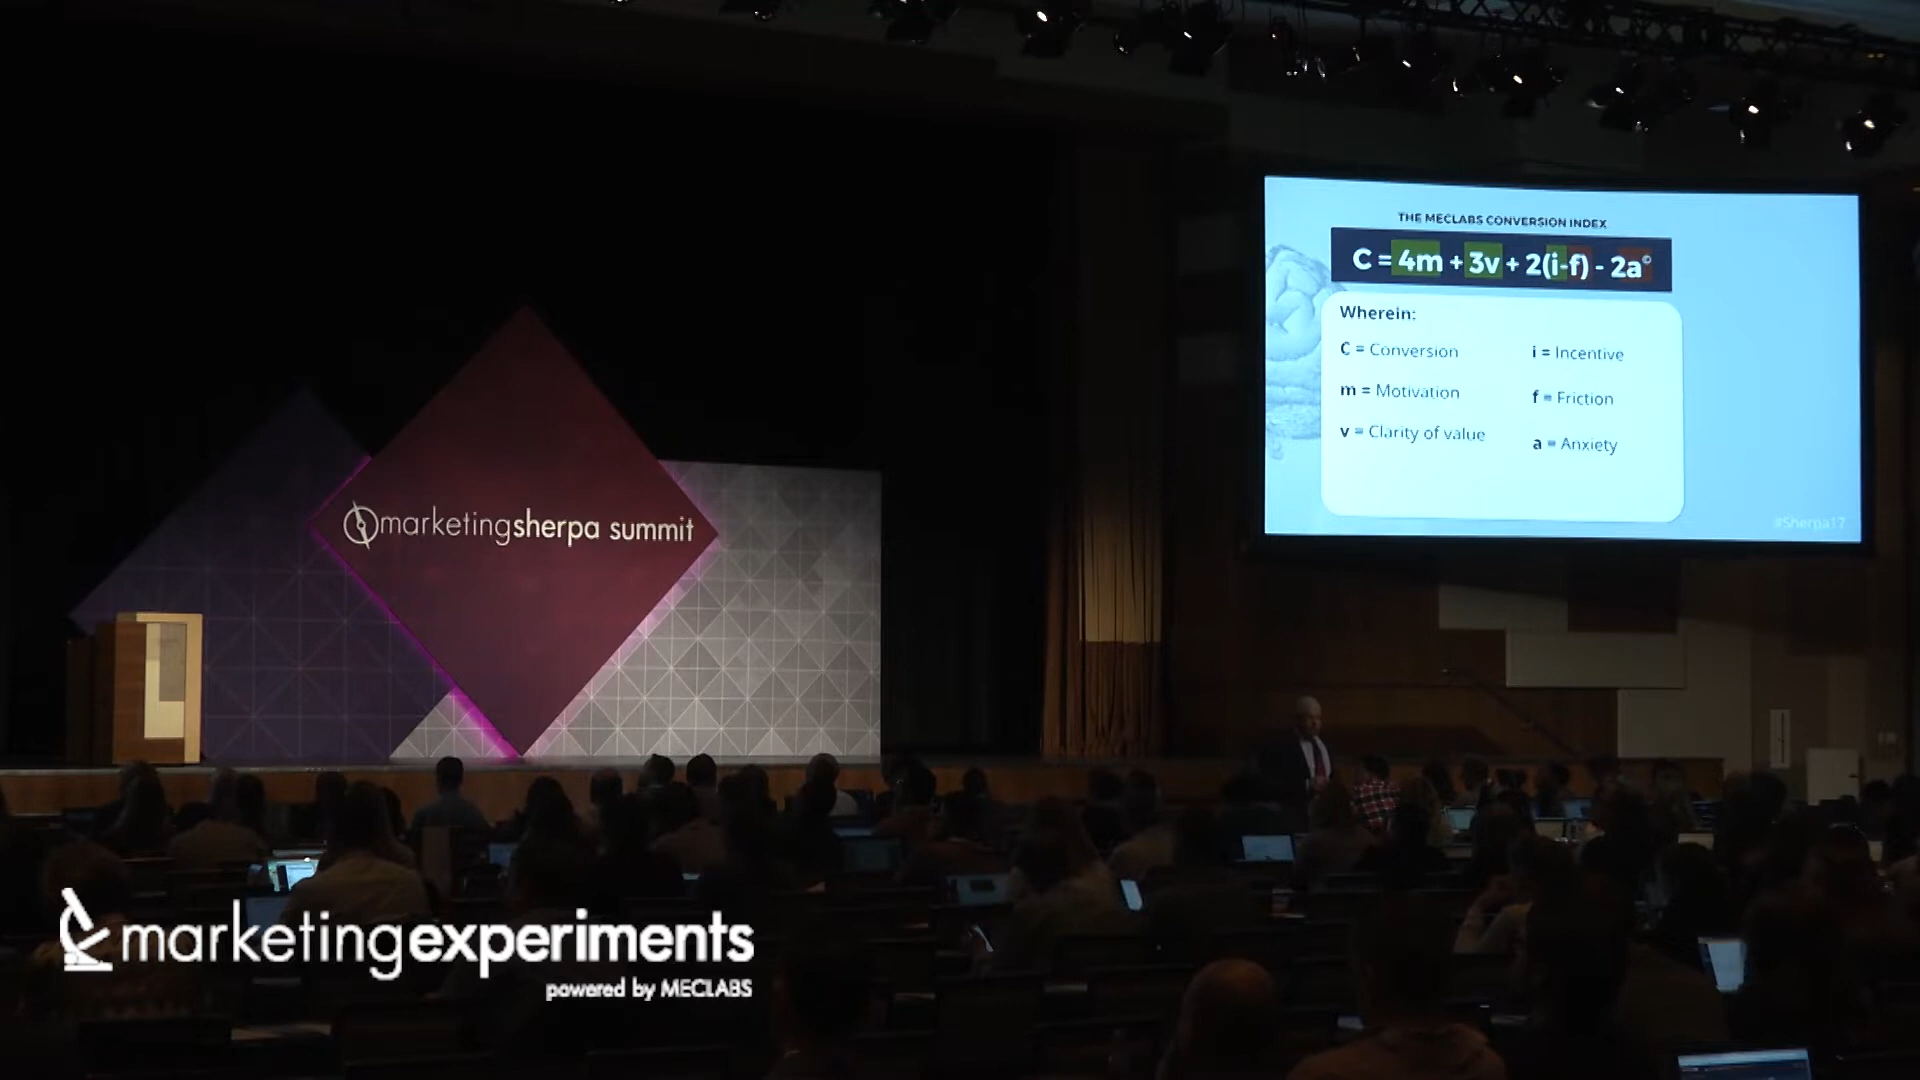 THE MECLABS CONVERSION INDEX
C = 4m + 3v + 2(i-f) - 2a©
Wherein:
C = Conversion
i = Incentive
m = Motivation
f = Friction
v = Clarity of value
a = Anxiety
#Sherpa17
marketingsherpa summit
marketingexperiments
powered by MECLABS